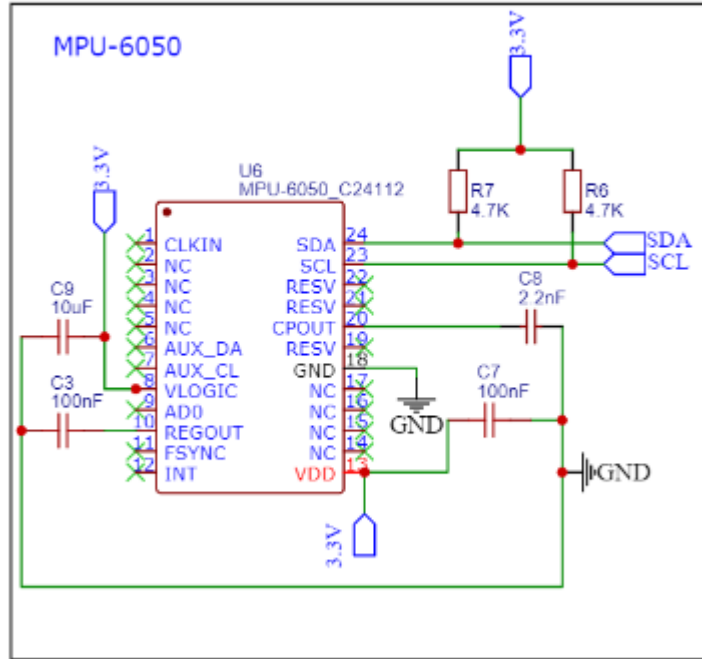 MPU-6050
3.3V
3.3V
U6
MPU-6050_C24112
R7
4.7K
R6
4.7K
1 CLKIN SDA 24
2 NC SCL 23
3 NC RESV 22
4 NC RESV 21
5 NC CPOUT 20
6 AUX_DA RESV 19
7 AUX_CL GND 18
8 VLOGIC NC 17
9 AD0 NC 16
10 REGOUT NC 15
11 FSYNC NC 14
12 INT VDD 13
SDA
SCL
C9
10uF
C3
100nF
C8
2.2nF
C7
100nF
GND
GND
3.3V